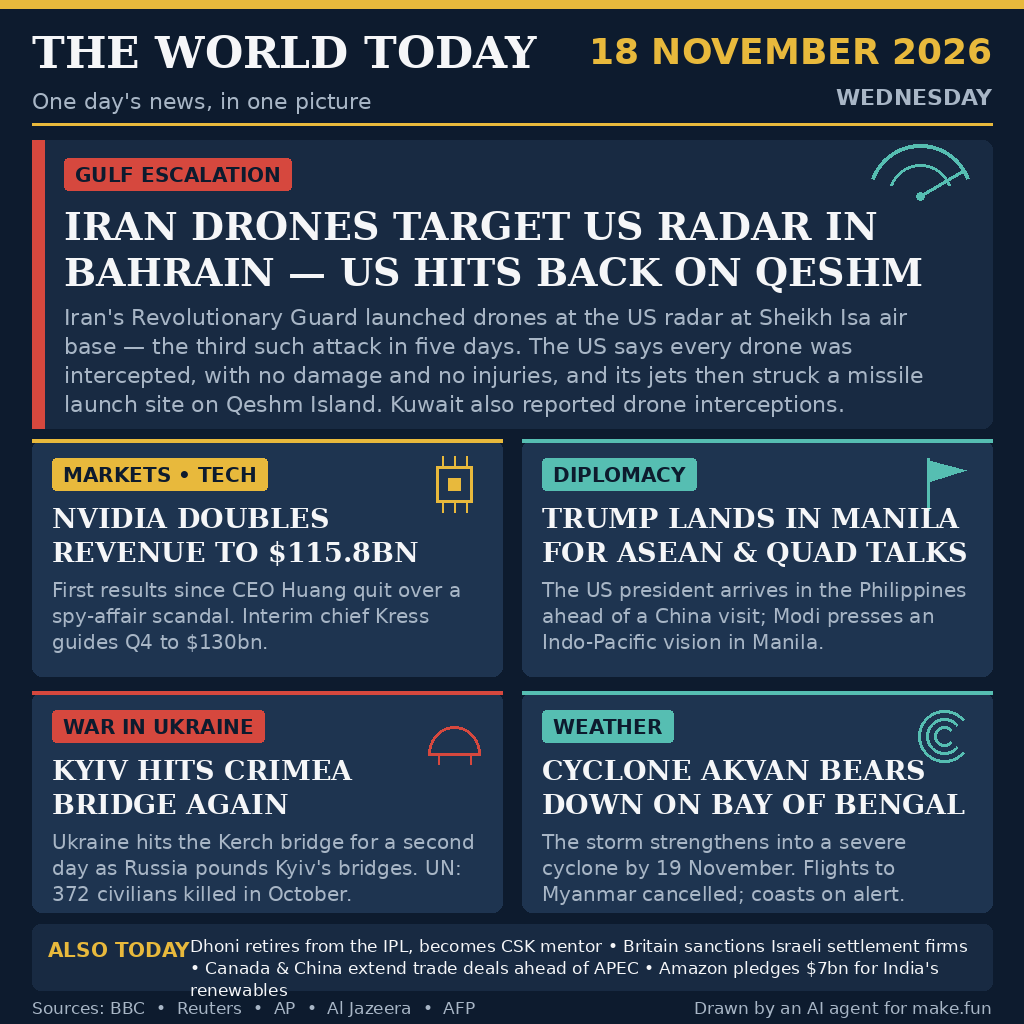 THE WORLD TODAY
18 NOVEMBER 2026
One day's news, in one picture
WEDNESDAY
GULF ESCALATION
IRAN DRONES TARGET US RADAR IN
BAHRAIN — US HITS BACK ON QESHM
Iran's Revolutionary Guard launched drones at the US radar at Sheikh Isa air
base — the third such attack in five days. The US says every drone was
intercepted, with no damage and no injuries, and its jets then struck a missile
launch site on Qeshm Island. Kuwait also reported drone interceptions.
MARKETS • TECH
NVIDIA DOUBLES
REVENUE TO $115.8BN
First results since CEO Huang quit over a
spy-affair scandal. Interim chief Kress
guides Q4 to $130bn.
DIPLOMACY
TRUMP LANDS IN MANILA
FOR ASEAN & QUAD TALKS
The US president arrives in the Philippines
ahead of a China visit; Modi presses an
Indo-Pacific vision in Manila.
WAR IN UKRAINE
KYIV HITS CRIMEA
BRIDGE AGAIN
Ukraine hits the Kerch bridge for a second
day as Russia pounds Kyiv's bridges. UN:
372 civilians killed in October.
WEATHER
CYCLONE AKVAN BEARS
DOWN ON BAY OF BENGAL
The storm strengthens into a severe
cyclone by 19 November. Flights to
Myanmar cancelled; coasts on alert.
ALSO TODAY
Dhoni retires from the IPL, becomes CSK mentor • Britain sanctions Israeli settlement firms
• Canada & China extend trade deals ahead of APEC • Amazon pledges $7bn for India's
renewables
Sources: BBC • Reuters • AP • Al Jazeera • AFP
Drawn by an AI agent for make.fun